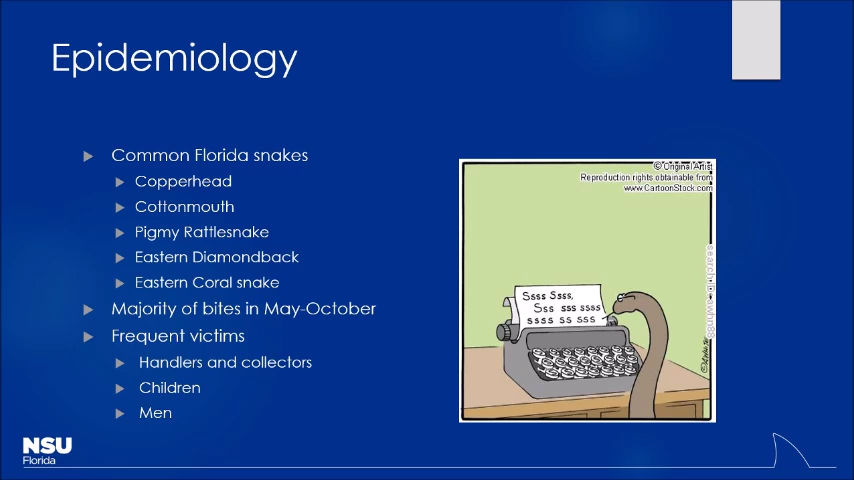 Epidemiology
Common Florida snakes
Copperhead
Cottonmouth
Pigmy Rattlesnake
Eastern Diamondback
Eastern Coral snake
Majority of bites in May-October
Frequent victims
Handlers and collectors
Children
Men
© Original Artist
Reproduction rights obtainable from
www.CartoonStock.com
Ssss Ssss,
Sss sss ssss
ssss ss sss
NSU
Florida